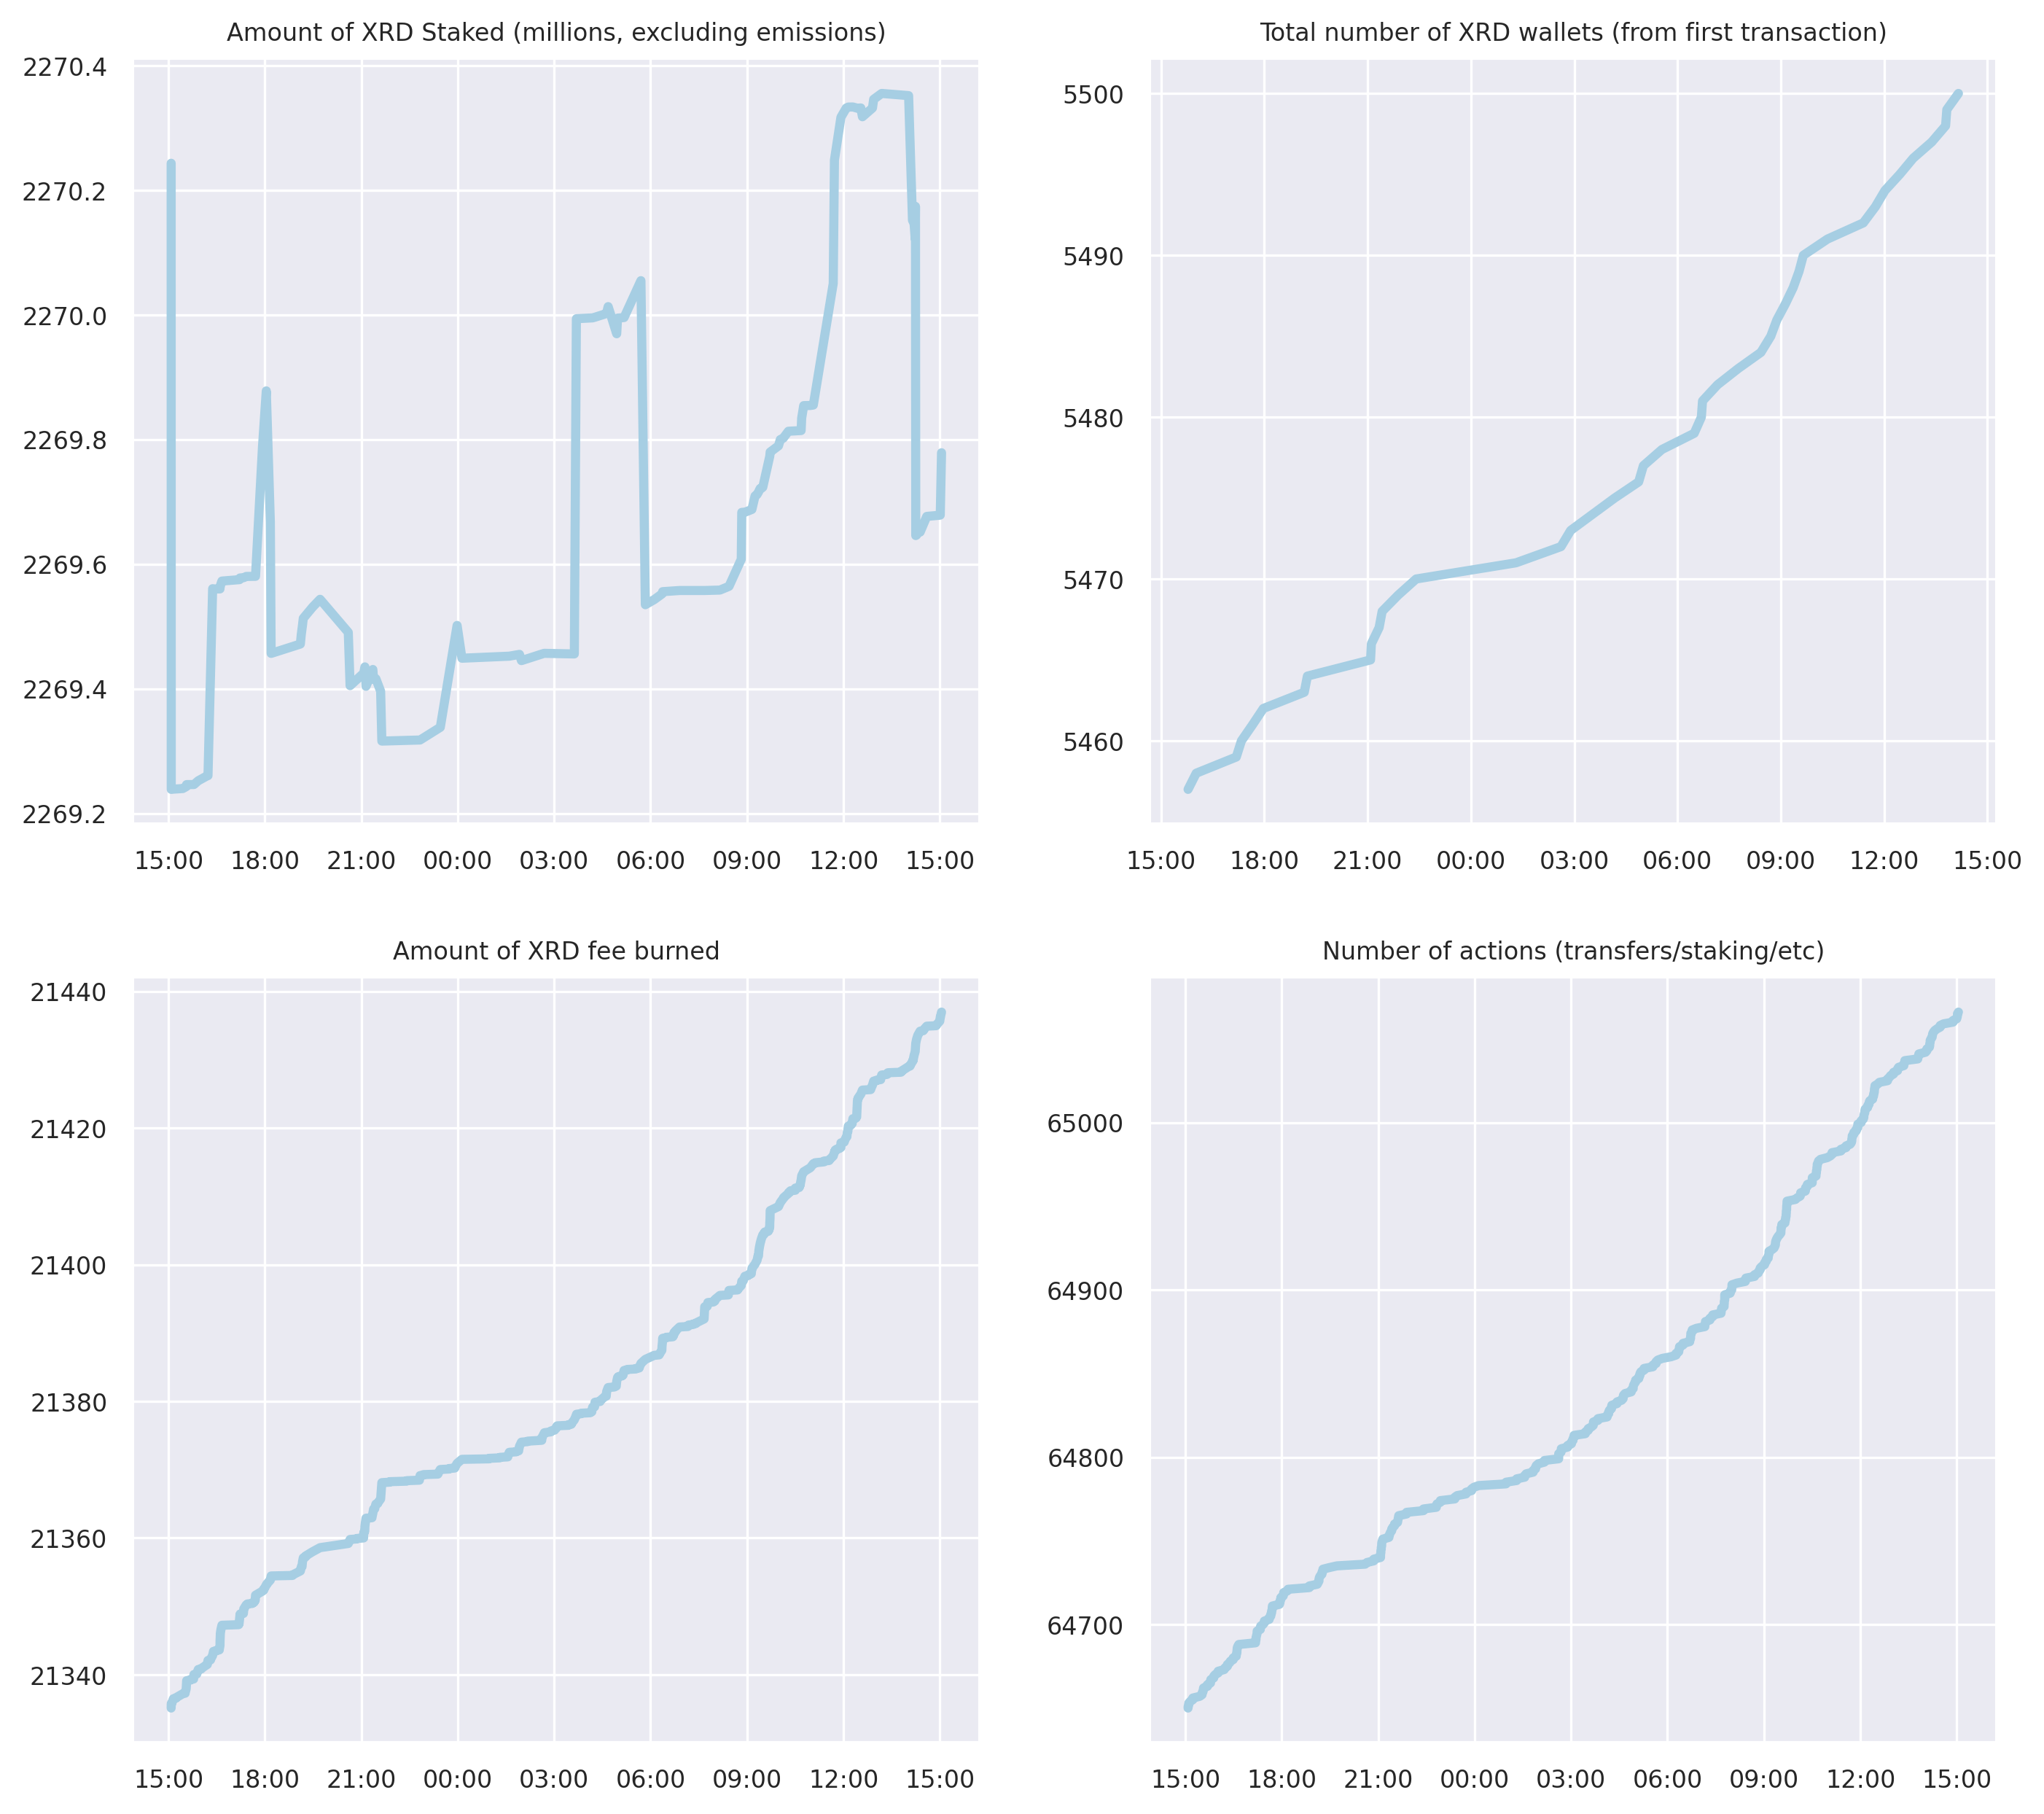 Amount of XRD Staked (millions, excluding emissions)
2270.4
2270.2
2270.0
2269.8
2269.6
2269.4
2269.2
15:00 18:00 21:00 00:00 03:00 06:00 09:00 12:00 15:00
Total number of XRD wallets (from first transaction)
5500
5490
5480
5470
5460
15:00 18:00 21:00 00:00 03:00 06:00 09:00 12:00 15:00
Amount of XRD fee burned
21440
21420
21400
21380
21360
21340
15:00 18:00 21:00 00:00 03:00 06:00 09:00 12:00 15:00
Number of actions (transfers/staking/etc)
65000
64900
64800
64700
15:00 18:00 21:00 00:00 03:00 06:00 09:00 12:00 15:00